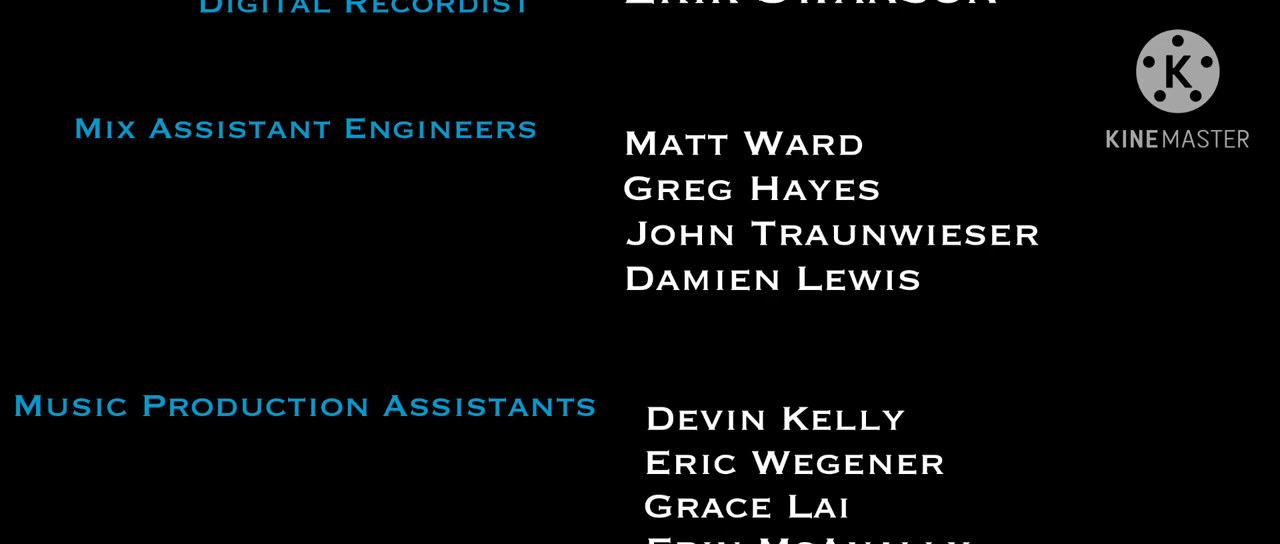 Digital Recordist
Mix Assistant Engineers
Matt Ward
Greg Hayes
John Traunwieser
Damien Lewis
Music Production Assistants
Devin Kelly
Eric Wegener
Grace Lai
K
KINEMASTER